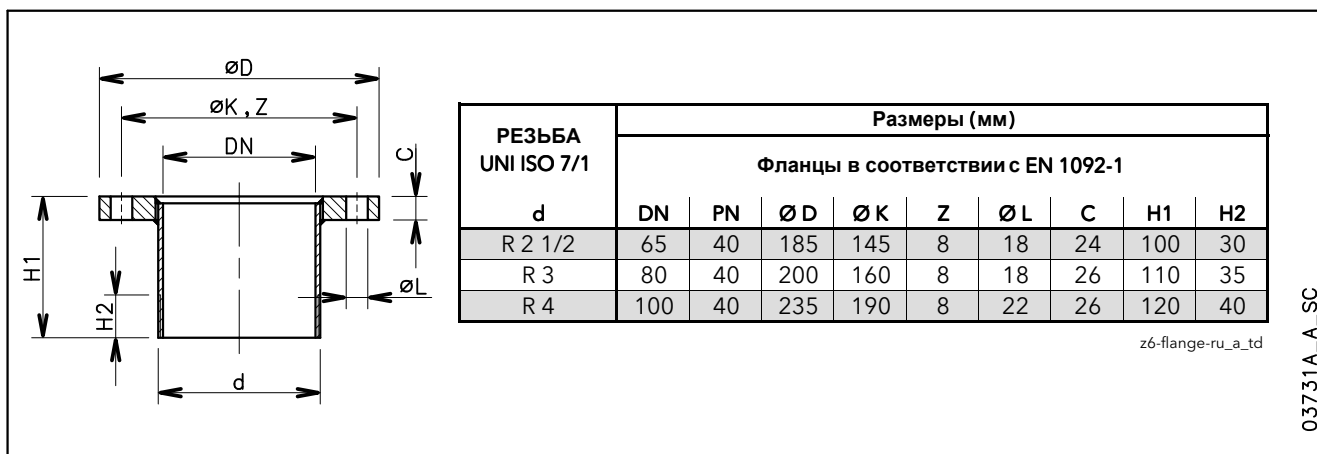 øD
øK , Z
DN
C
H1
H2
øL
d
РЕЗЬБА
UNI ISO 7/1
d
Размеры (мм)
Фланцы в соответствии с EN 1092-1
DN PN Ø D Ø K Z Ø L C H1 H2
R 2 1/2 65 40 185 145 8 18 24 100 30
R 3 80 40 200 160 8 18 26 110 35
R 4 100 40 235 190 8 22 26 120 40
z6-flange-ru_a_td
03731A_A_SC